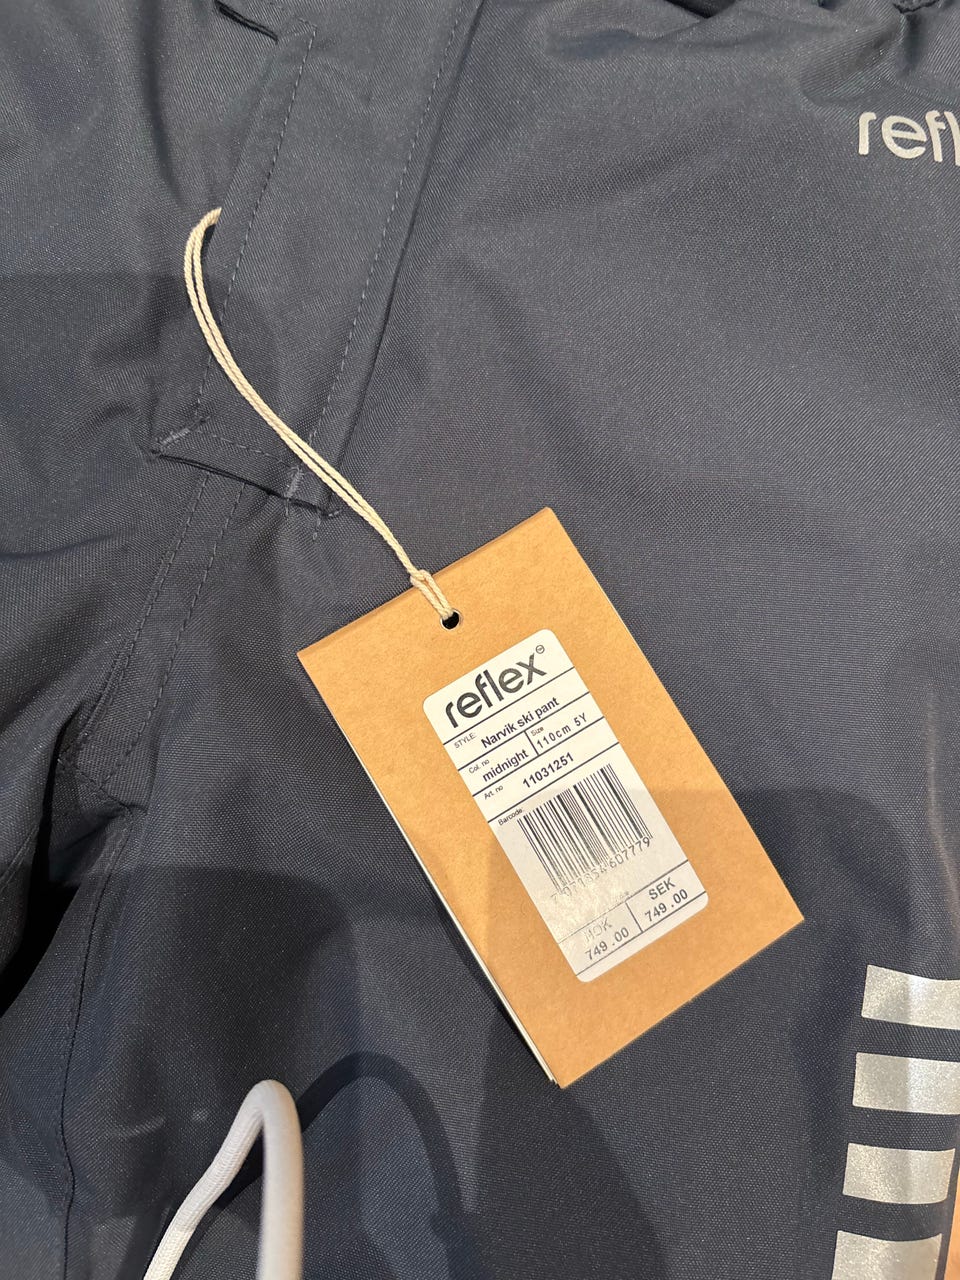 refl
reflex
STYLE: Narvik ski pant
Col. no Size
midnight 110cm 5Y
Art. no 11031251
Barcode:
NOK SEK
749.00 749.00